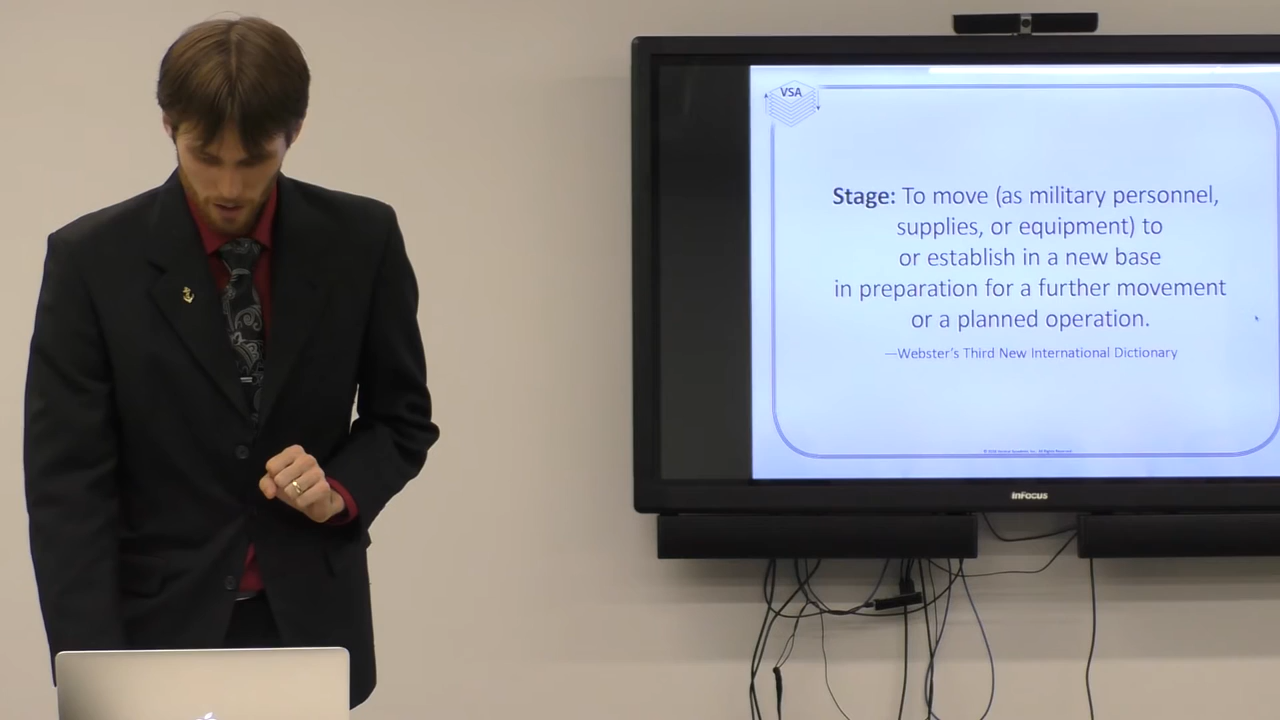 VSA
Stage: To move (as military personnel,
supplies, or equipment) to
or establish in a new base
in preparation for a further movement
or a planned operation.
—Webster's Third New International Dictionary
InFocus